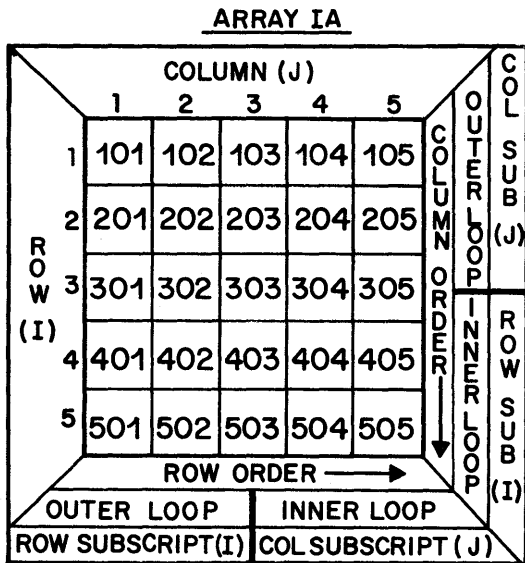 ARRAY IA
COLUMN (J)
1 2 3 4 5
1 101 102 103 104 105
2 201 202 203 204 205
3 301 302 303 304 305
4 401 402 403 404 405
5 501 502 503 504 505
ROW (I)
COLUMN ORDER
OUTER LOOP
INNER LOOP
COL SUB (J)
ROW SUB (I)
ROW ORDER
OUTER LOOP INNER LOOP
ROW SUBSCRIPT(I) COL SUBSCRIPT(J)